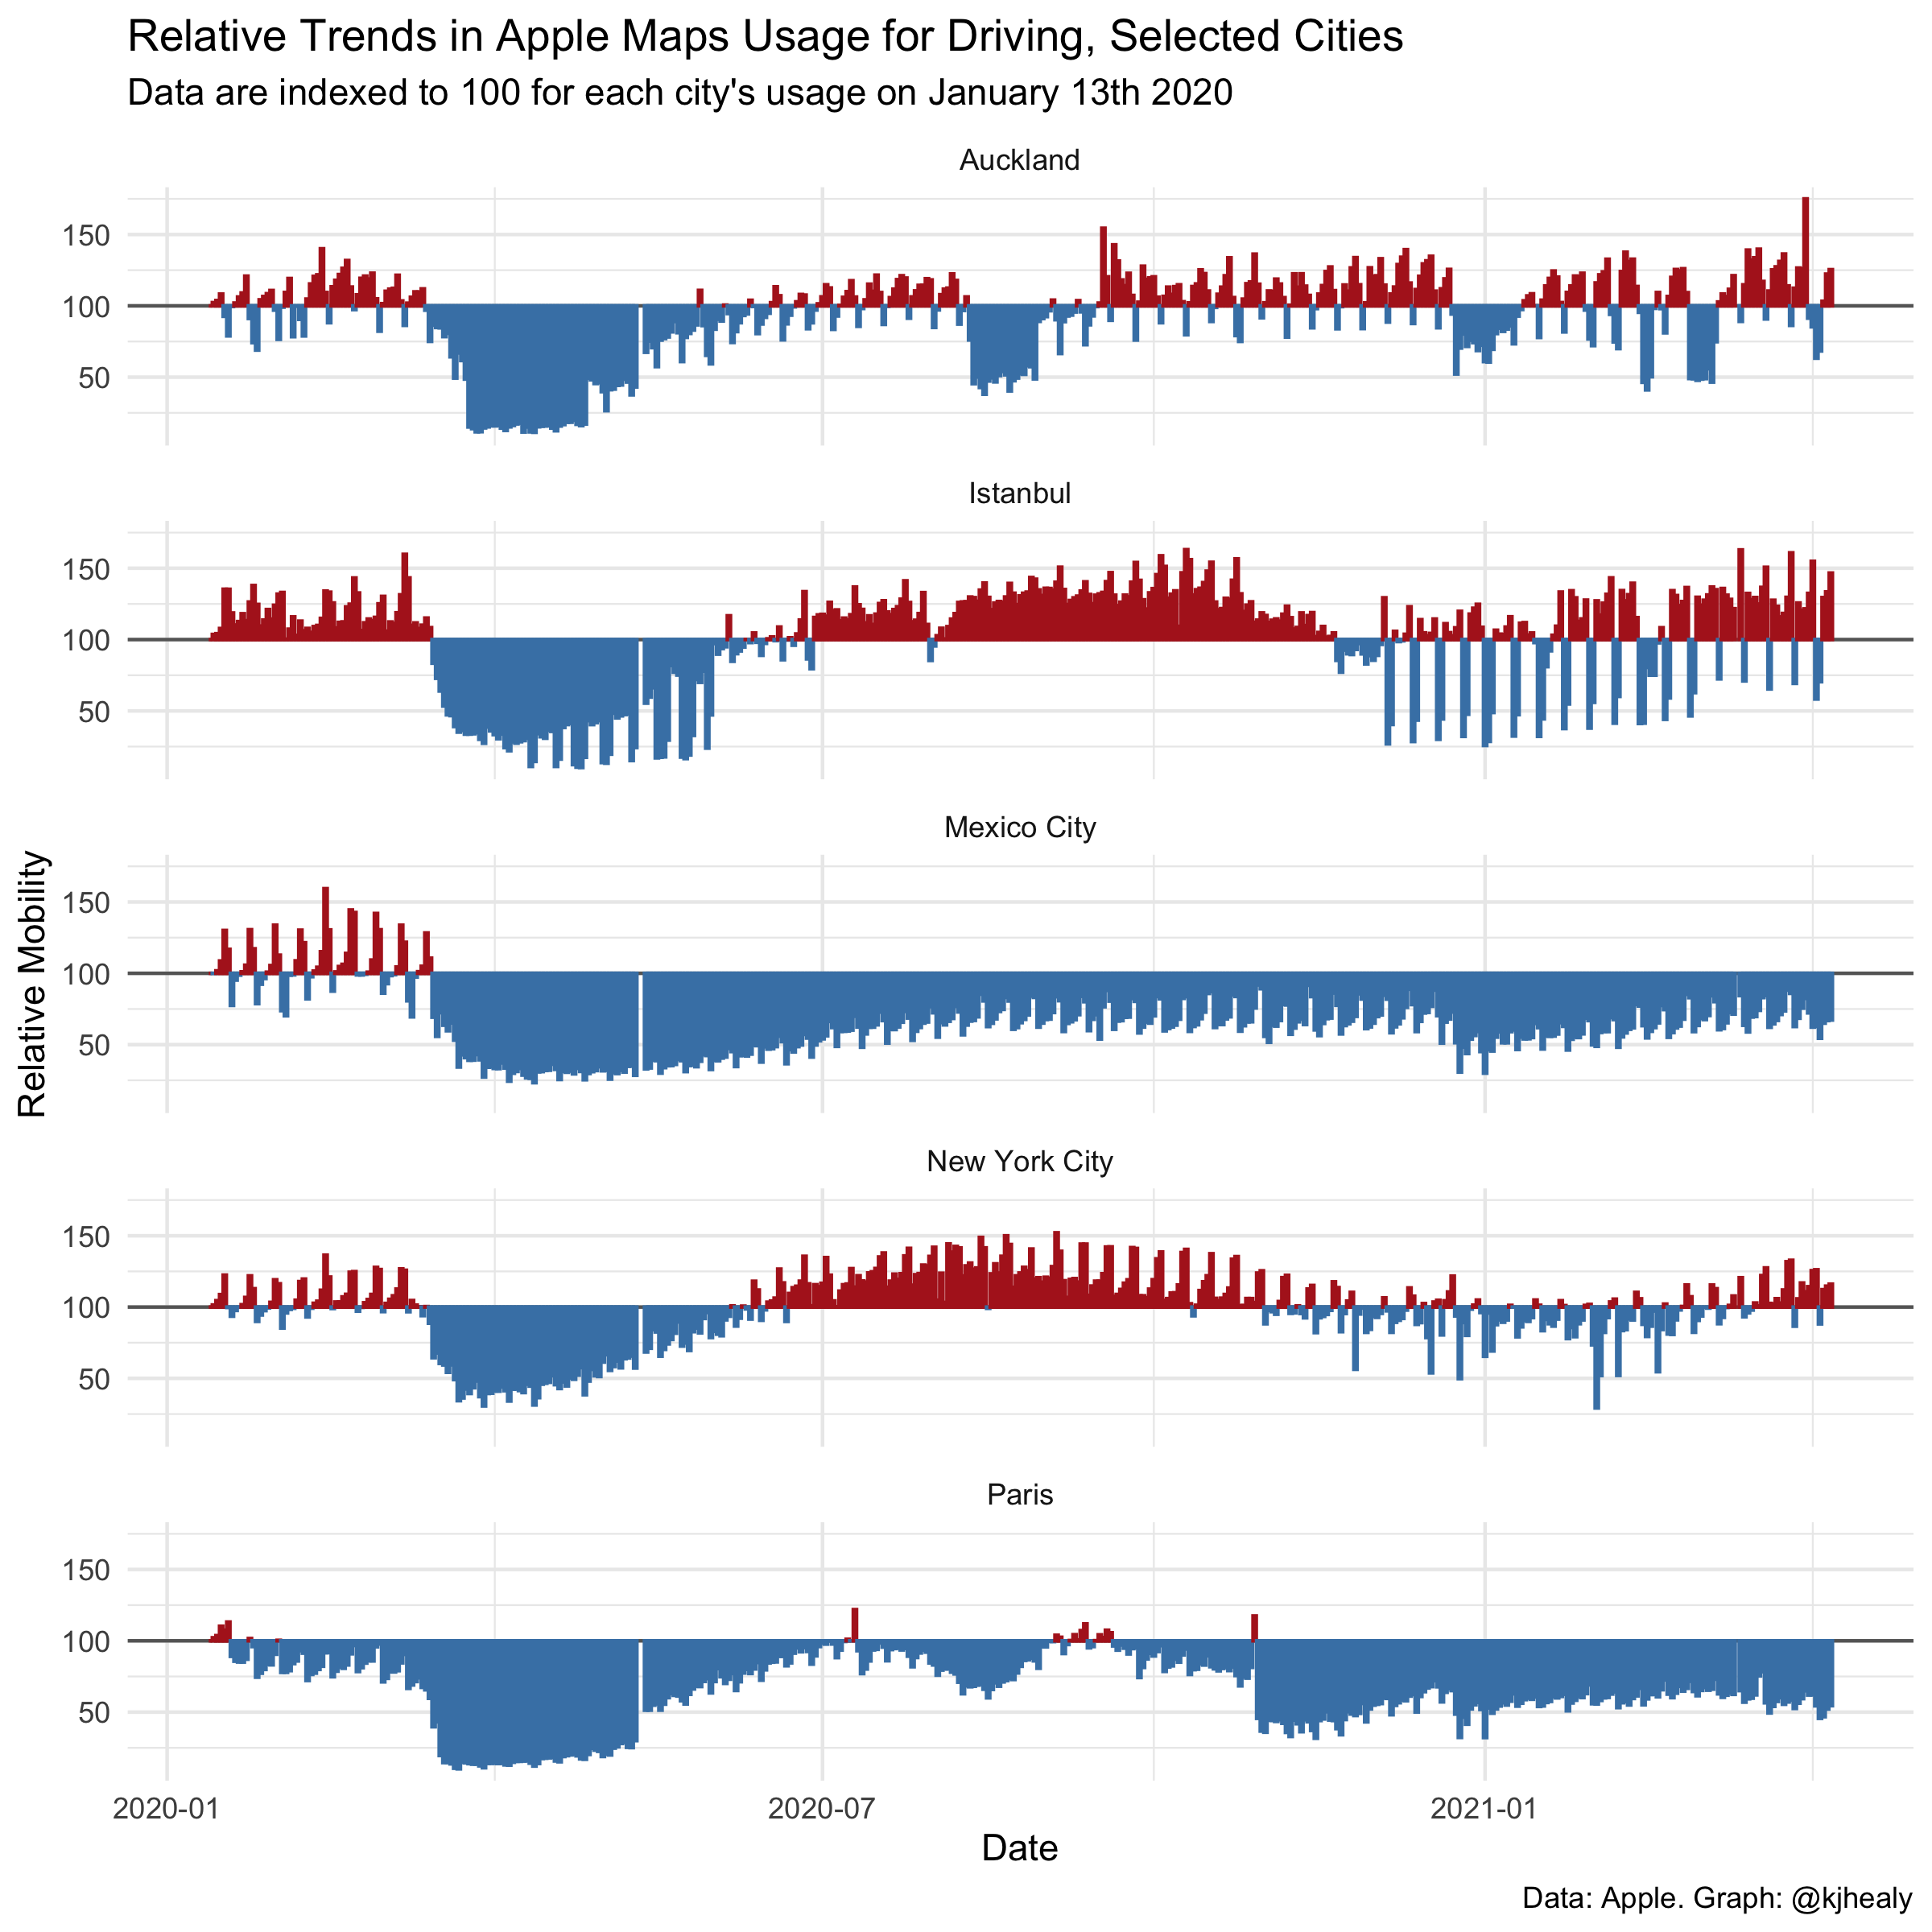 Relative Trends in Apple Maps Usage for Driving, Selected Cities
Data are indexed to 100 for each city's usage on January 13th 2020
Auckland
150
100
50
Istanbul
150
100
50
Mexico City
150
100
50
New York City
150
100
50
Paris
150
100
50
Relative Mobility
2020-01
2020-07
2021-01
Date
Data: Apple. Graph: @kjhealy